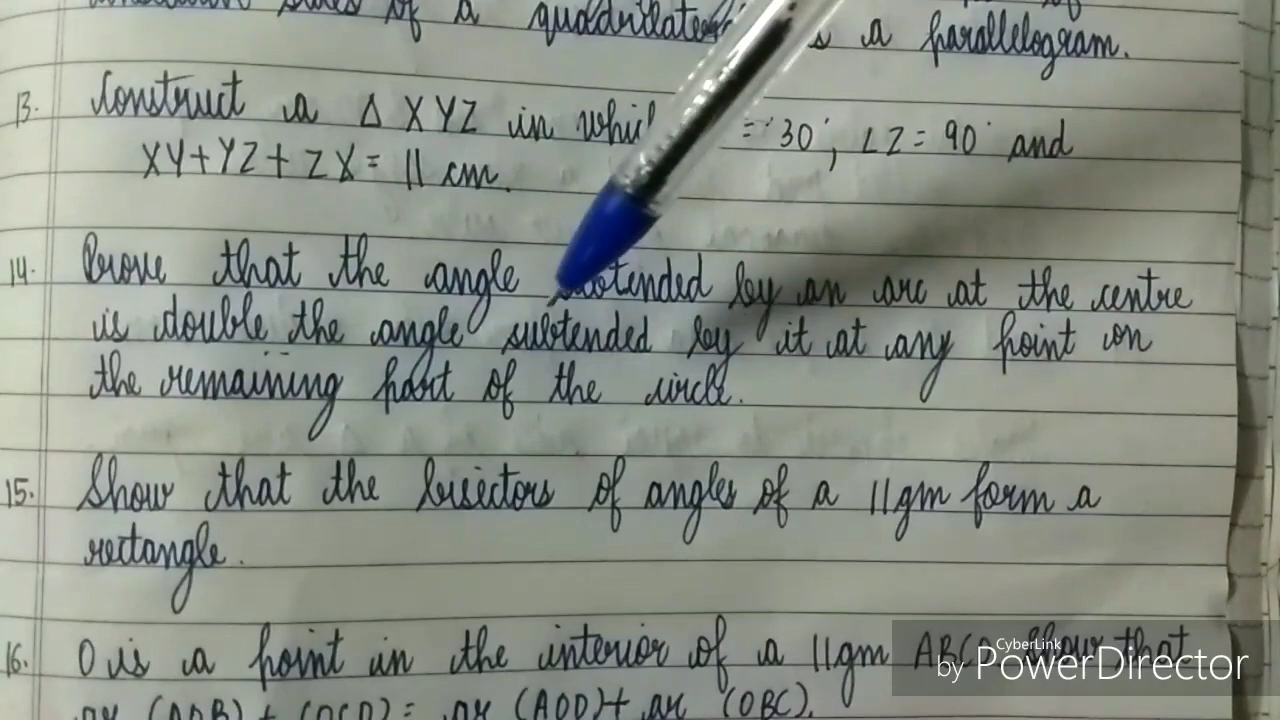 sides of a quadrilateral is a parallelogram.
13. Construct a Δ XYZ in which = 30°, ∠Z = 90° and
XY+YZ+ZX = 11 cm.
14. Prove that the angle subtended by an arc at the centre
is double the angle subtended by it at any point on
the remaining part of the circle.
15. Show that the bisectors of angles of a ||gm form a
rectangle.
16. O is a point in the interior of a ||gm ABCD. Show that
ar (AOB) + (OCD) = ar (AOD)+ ar (OBC).
CyberLink
by PowerDirector